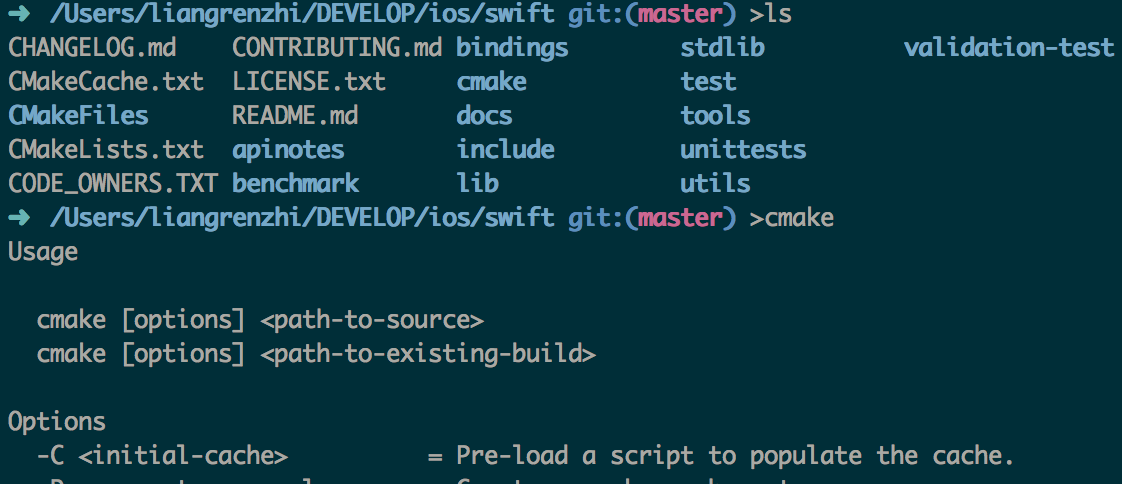 ➜ /Users/liangrenzhi/DEVELOP/ios/swift git:(master) >ls
CHANGELOG.md CONTRIBUTING.md bindings stdlib validation-test
CMakeCache.txt LICENSE.txt cmake test
CMakeFiles README.md docs tools
CMakeLists.txt apinotes include unittests
CODE_OWNERS.TXT benchmark lib utils
➜ /Users/liangrenzhi/DEVELOP/ios/swift git:(master) >cmake
Usage
cmake [options] <path-to-source>
cmake [options] <path-to-existing-build>
Options
-C <initial-cache> = Pre-load a script to populate the cache.